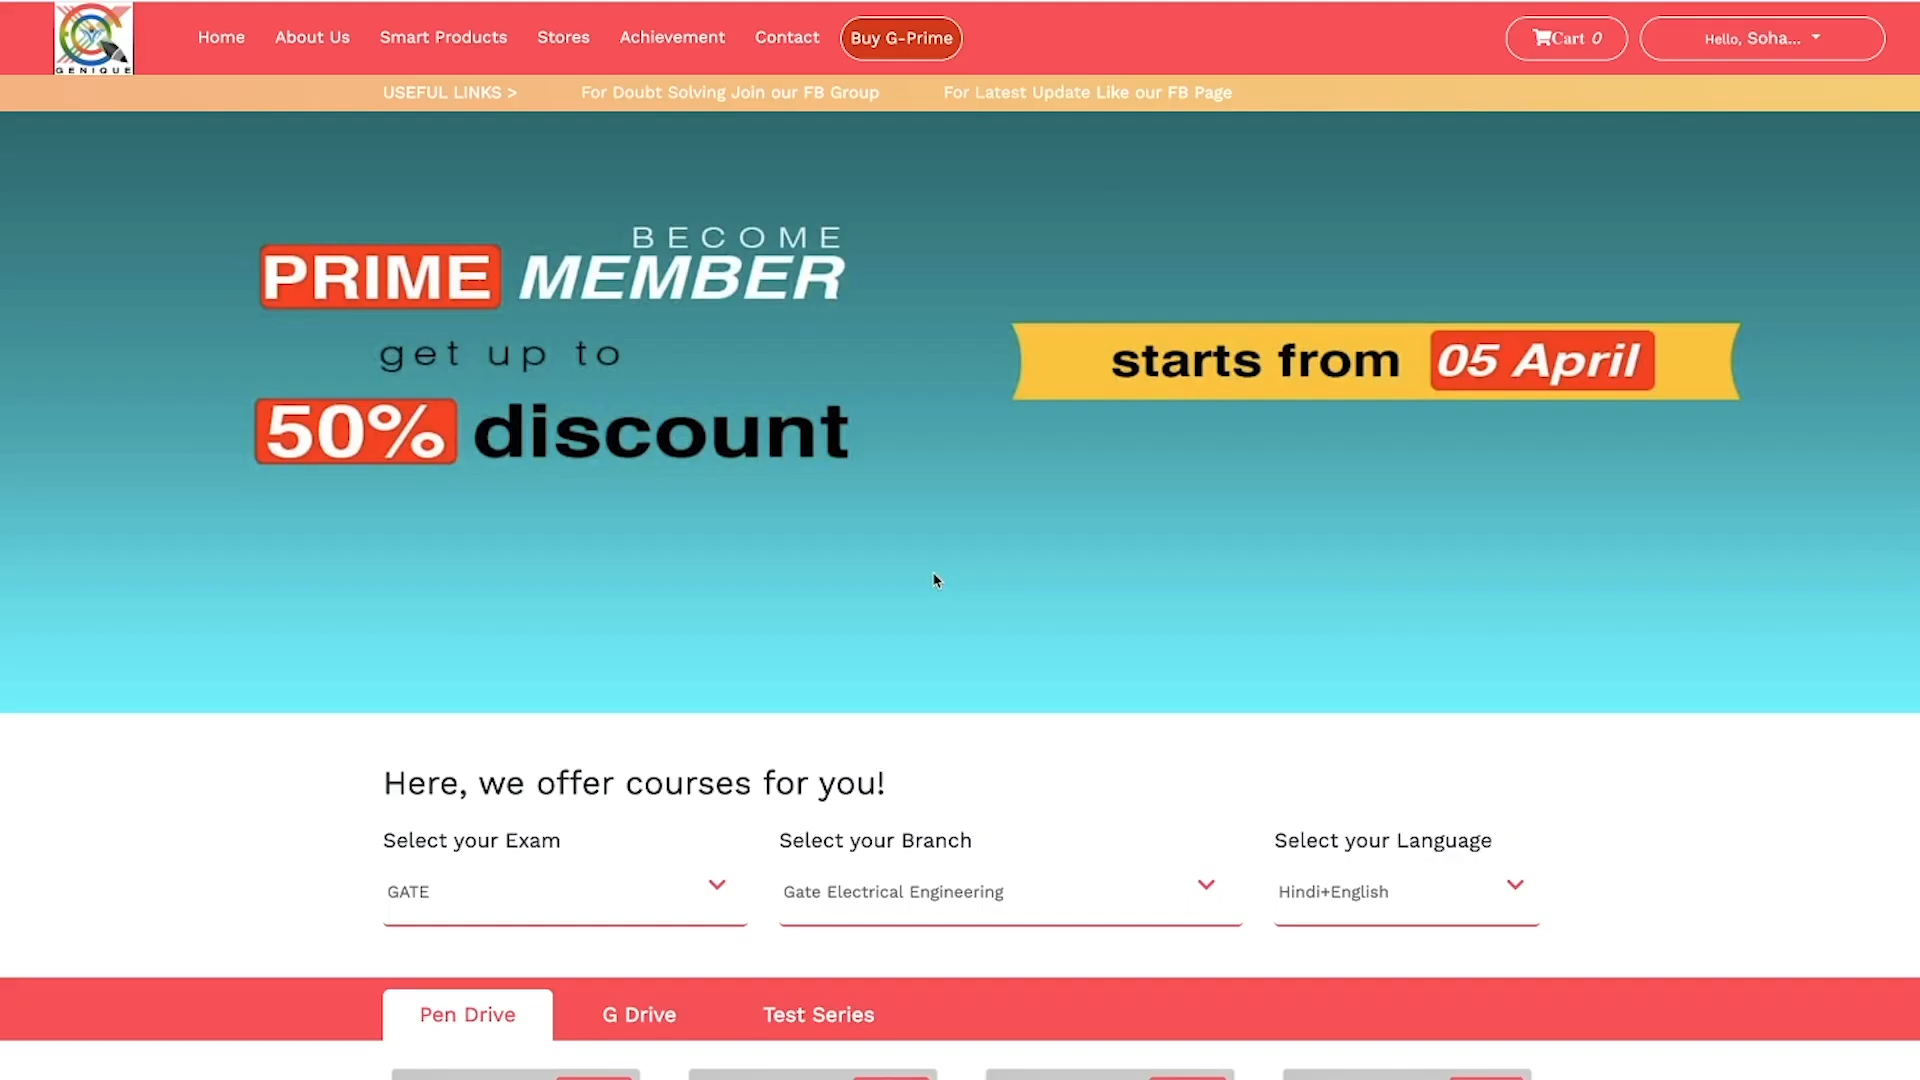 GENIQUE
Home About Us Smart Products Stores Achievement Contact Buy G-Prime Cart 0 Hello, Soha...
USEFUL LINKS > For Doubt Solving Join our FB Group For Latest Update Like our FB Page
BECOME
PRIME MEMBER
get up to
50% discount
starts from 05 April
Here, we offer courses for you!
Select your Exam Select your Branch Select your Language
GATE Gate Electrical Engineering Hindi+English
Pen Drive G Drive Test Series